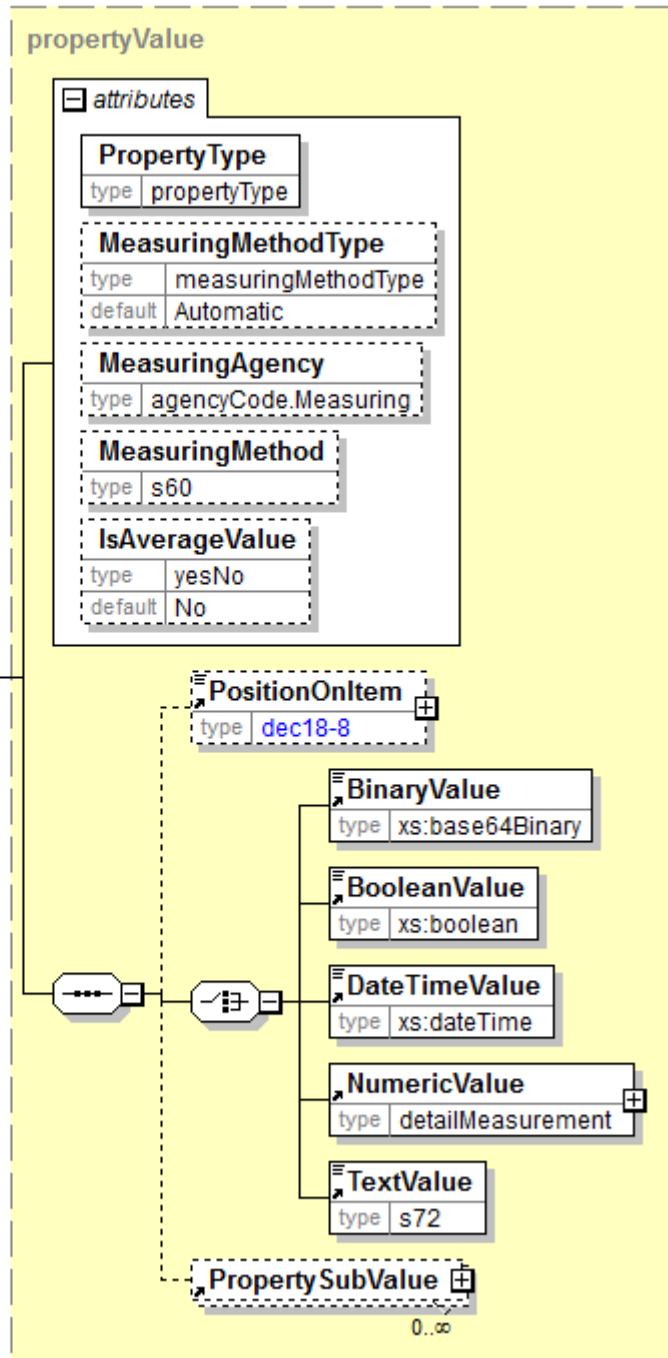 propertyValue
attributes
PropertyType
type propertyType
MeasuringMethodType
type measuringMethodType
default Automatic
MeasuringAgency
type agencyCode.Measuring
MeasuringMethod
type s60
IsAverageValue
type yesNo
default No
PositionOnItem
type dec18-8
BinaryValue
type xs:base64Binary
BooleanValue
type xs:boolean
DateTimeValue
type xs:dateTime
NumericValue
type detailMeasurement
TextValue
type s72
PropertySubValue
0..∞